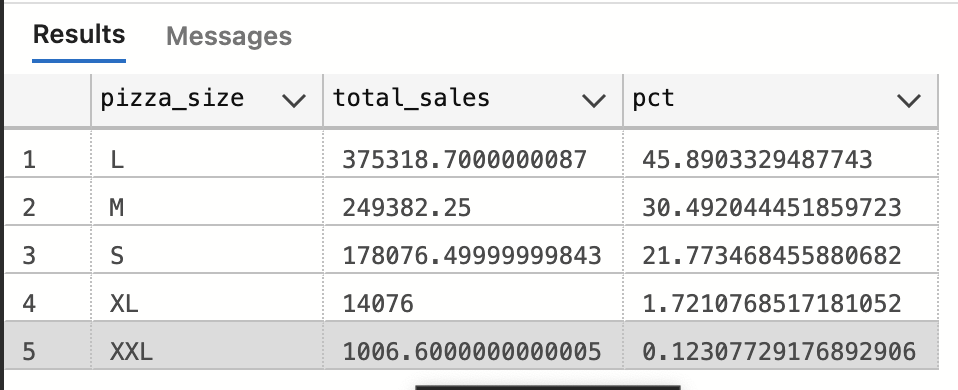 Results Messages
pizza_size total_sales pct
1 L 375318.7000000087 45.8903329487743
2 M 249382.25 30.492044451859723
3 S 178076.49999999843 21.773468455880682
4 XL 14076 1.7210768517181052
5 XXL 1006.6000000000005 0.12307729176892906